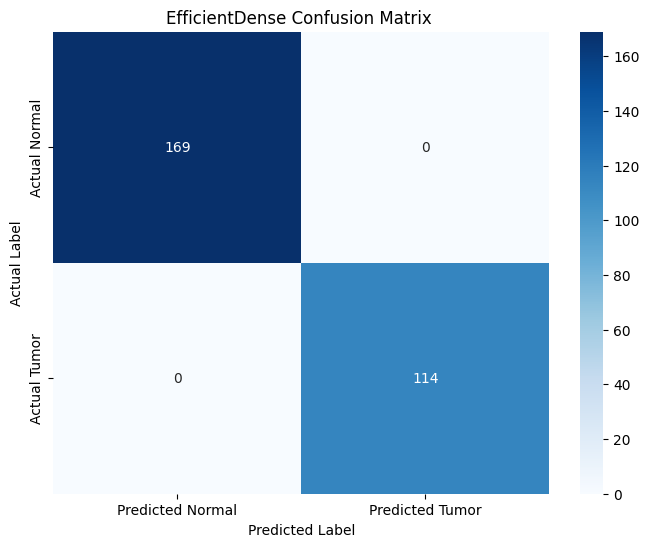 EfficientDense Confusion Matrix
Actual Label
Actual Normal
Actual Tumor
169
0
0
114
Predicted Normal
Predicted Tumor
Predicted Label
160
140
120
100
80
60
40
20
0